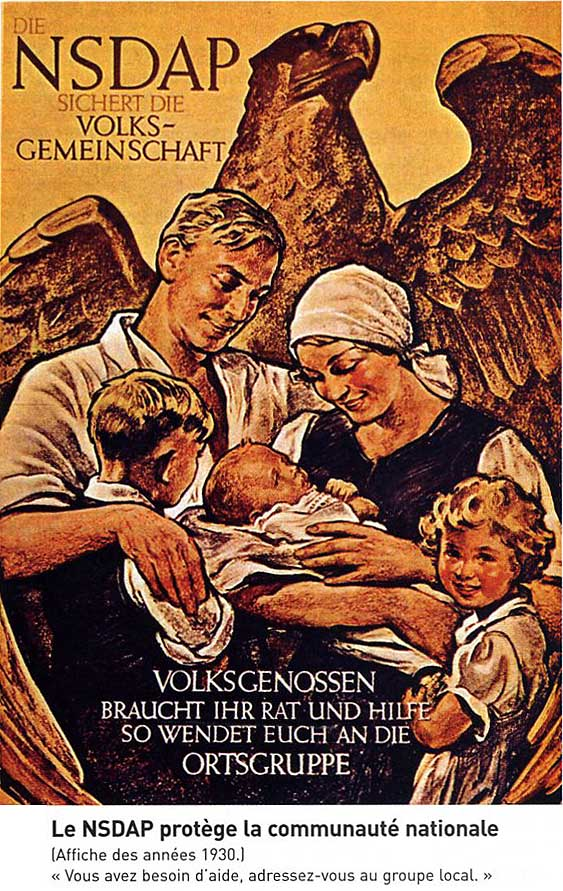 DIE
NSDAP
SICHERT DIE
VOLKS-
GEMEINSCHAFT
VOLKSGENOSSEN
BRAUCHT IHR RAT UND HILFE
SO WENDET EUCH AN DIE
ORTSGRUPPE
Le NSDAP protège la communauté nationale
(Affiche des années 1930.)
« Vous avez besoin d'aide, adressez-vous au groupe local. »